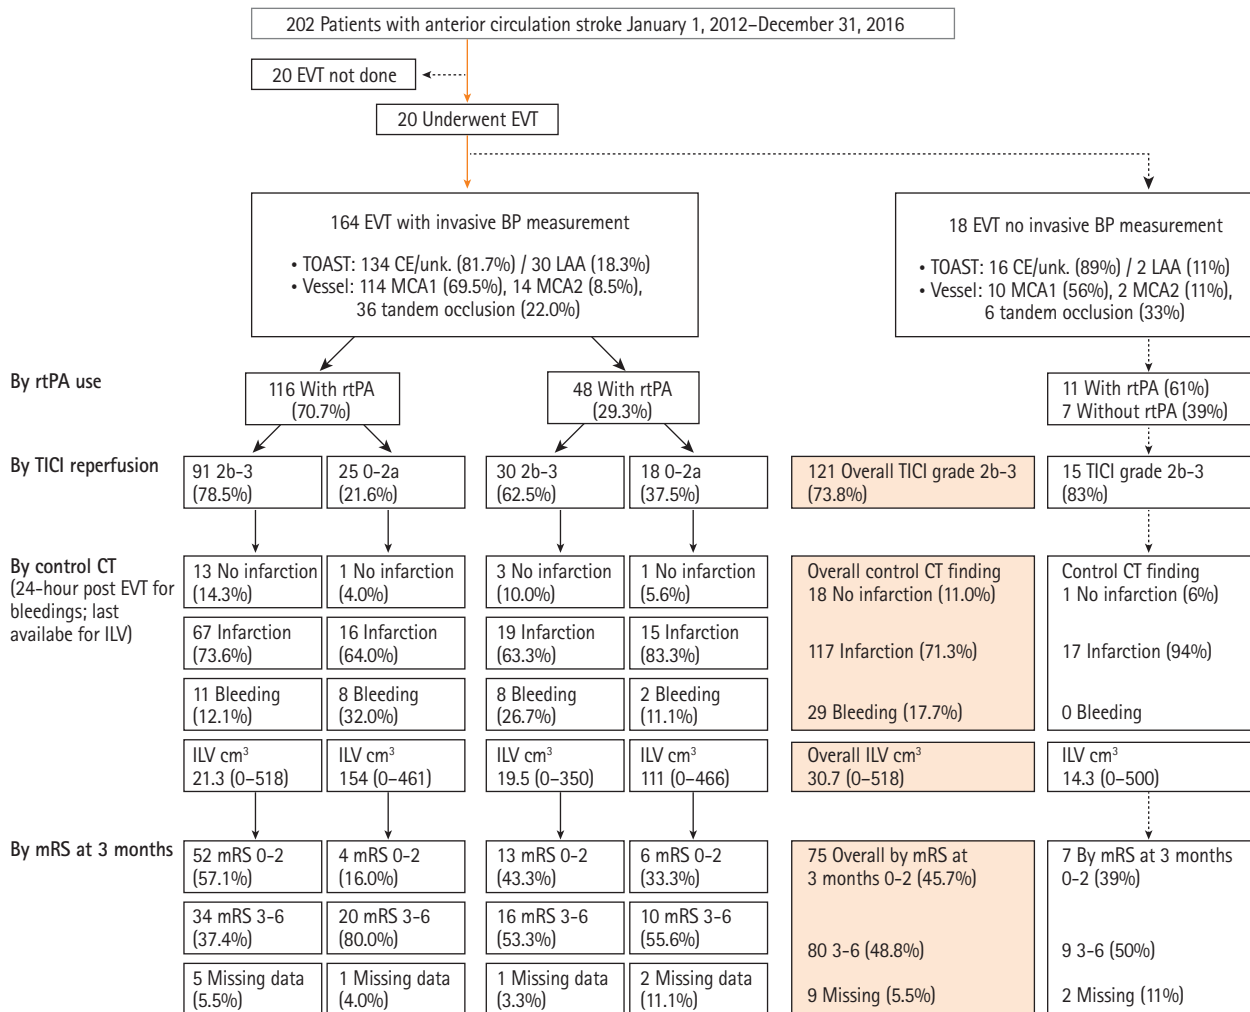 202 Patients with anterior circulation stroke January 1, 2012–December 31, 2016
20 EVT not done
20 Underwent EVT
164 EVT with invasive BP measurement
• TOAST: 134 CE/unk. (81.7%) / 30 LAA (18.3%)
• Vessel: 114 MCA1 (69.5%), 14 MCA2 (8.5%),
36 tandem occlusion (22.0%)
18 EVT no invasive BP measurement
• TOAST: 16 CE/unk. (89%) / 2 LAA (11%)
• Vessel: 10 MCA1 (56%), 2 MCA2 (11%),
6 tandem occlusion (33%)
By rtPA use
116 With rtPA
(70.7%)
48 With rtPA
(29.3%)
11 With rtPA (61%)
7 Without rtPA (39%)
By TICI reperfusion
91 2b-3
(78.5%)
25 0-2a
(21.6%)
30 2b-3
(62.5%)
18 0-2a
(37.5%)
121 Overall TICI grade 2b-3
(73.8%)
15 TICI grade 2b-3
(83%)
By control CT
(24-hour post EVT for
bleedings; last
availabe for ILV)
13 No infarction
(14.3%)
1 No infarction
(4.0%)
3 No infarction
(10.0%)
1 No infarction
(5.6%)
Overall control CT finding
18 No infarction (11.0%)
Control CT finding
1 No infarction (6%)
67 Infarction
(73.6%)
16 Infarction
(64.0%)
19 Infarction
(63.3%)
15 Infarction
(83.3%)
117 Infarction (71.3%)
17 Infarction (94%)
11 Bleeding
(12.1%)
8 Bleeding
(32.0%)
8 Bleeding
(26.7%)
2 Bleeding
(11.1%)
29 Bleeding (17.7%)
0 Bleeding
ILV cm³
21.3 (0–518)
ILV cm³
154 (0–461)
ILV cm³
19.5 (0–350)
ILV cm³
111 (0–466)
Overall ILV cm³
30.7 (0–518)
ILV cm³
14.3 (0–500)
By mRS at 3 months
52 mRS 0-2
(57.1%)
4 mRS 0-2
(16.0%)
13 mRS 0-2
(43.3%)
6 mRS 0-2
(33.3%)
75 Overall by mRS at
3 months 0-2 (45.7%)
7 By mRS at 3 months
0-2 (39%)
34 mRS 3-6
(37.4%)
20 mRS 3-6
(80.0%)
16 mRS 3-6
(53.3%)
10 mRS 3-6
(55.6%)
80 3-6 (48.8%)
9 3-6 (50%)
5 Missing data
(5.5%)
1 Missing data
(4.0%)
1 Missing data
(3.3%)
2 Missing data
(11.1%)
9 Missing (5.5%)
2 Missing (11%)